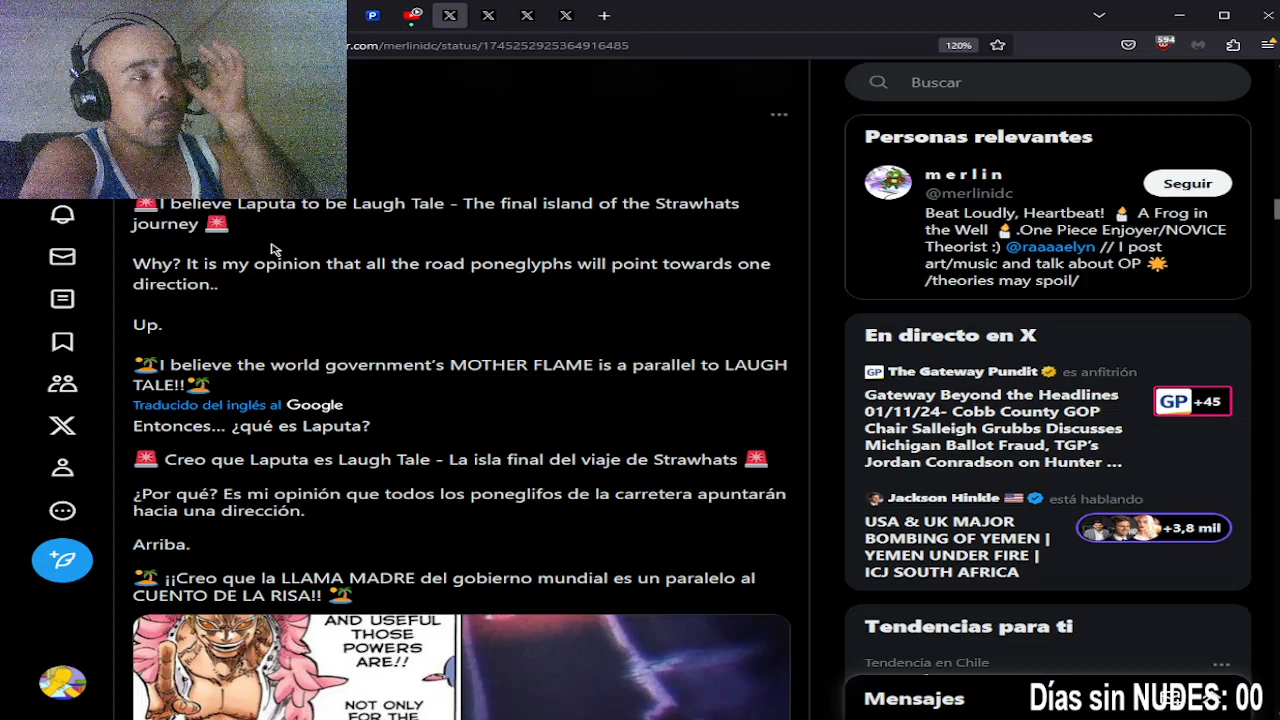 .com/merlinidc/status/1745252925364916485
120%
594
I believe Laputa to be Laugh Tale - The final island of the Strawhats
journey
Why? It is my opinion that all the road poneglyphs will point towards one
direction..
Up.
I believe the world government's MOTHER FLAME is a parallel to LAUGH
TALE!!
Traducido del inglés al Google
Entonces... ¿qué es Laputa?
Creo que Laputa es Laugh Tale - La isla final del viaje de Strawhats
¿Por qué? Es mi opinión que todos los poneglifos de la carretera apuntarán
hacia una dirección.
Arriba.
¡¡Creo que la LLAMA MADRE del gobierno mundial es un paralelo al
CUENTO DE LA RISA!!
AND USEFUL
THOSE
POWERS
ARE!!
NOT ONLY
FOR THE
Buscar
Personas relevantes
merlin
@merlinidc
Seguir
Beat Loudly, Heartbeat! A Frog in
the Well .One Piece Enjoyer/NOVICE
Theorist :) @raaaaelyn // I post
art/music and talk about OP
/theories may spoil/
En directo en X
GP The Gateway Pundit es anfitrión
Gateway Beyond the Headlines
01/11/24- Cobb County GOP
Chair Salleigh Grubbs Discusses
Michigan Ballot Fraud, TGP's
Jordan Conradson on Hunter ...
GP +45
Jackson Hinkle está hablando
USA & UK MAJOR
BOMBING OF YEMEN |
YEMEN UNDER FIRE |
ICJ SOUTH AFRICA
+3,8 mil
Tendencias para ti
Tendencia en Chile
Mensajes
Días sin NUDES: 00